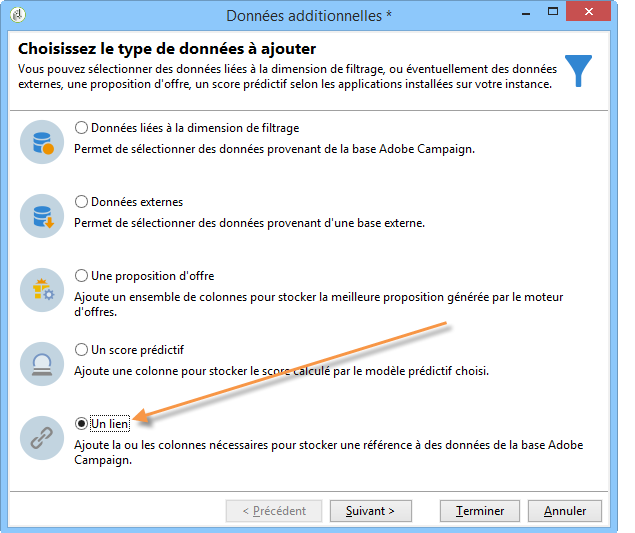 Données additionnelles *
Choisissez le type de données à ajouter
Vous pouvez sélectionner des données liées à la dimension de filtrage, ou éventuellement des données
externes, une proposition d'offre, un score prédictif selon les applications installées sur votre instance.
Données liées à la dimension de filtrage
Permet de sélectionner des données provenant de la base Adobe Campaign.
Données externes
Permet de sélectionner des données provenant d'une base externe.
Une proposition d'offre
Ajoute un ensemble de colonnes pour stocker la meilleure proposition générée par le moteur
d'offres.
Un score prédictif
Ajoute une colonne pour stocker le score calculé par le modèle prédictif choisi.
Un lien
Ajoute la ou les colonnes nécessaires pour stocker une référence à des données de la base Adobe
Campaign.
< Précédent
Suivant >
Terminer
Annuler